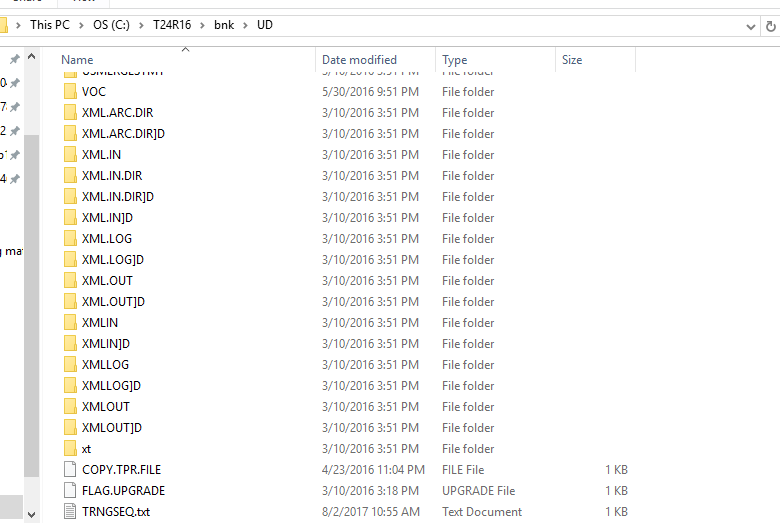 View
This PC > OS (C:) > T24R16 > bnk > UD
Name Date modified Type Size
USMERGESTMT 3/10/2016 3:51 PM File folder
VOC 5/30/2016 9:51 PM File folder
XML.ARC.DIR 3/10/2016 3:51 PM File folder
XML.ARC.DIR]D 3/10/2016 3:51 PM File folder
XML.IN 3/10/2016 3:51 PM File folder
XML.IN.DIR 3/10/2016 3:51 PM File folder
XML.IN.DIR]D 3/10/2016 3:51 PM File folder
XML.IN]D 3/10/2016 3:51 PM File folder
XML.LOG 3/10/2016 3:51 PM File folder
XML.LOG]D 3/10/2016 3:51 PM File folder
XML.OUT 3/10/2016 3:51 PM File folder
XML.OUT]D 3/10/2016 3:51 PM File folder
XMLIN 3/10/2016 3:51 PM File folder
XMLIN]D 3/10/2016 3:51 PM File folder
XMLLOG 3/10/2016 3:51 PM File folder
XMLLOG]D 3/10/2016 3:51 PM File folder
XMLOUT 3/10/2016 3:51 PM File folder
XMLOUT]D 3/10/2016 3:51 PM File folder
xt 3/10/2016 3:51 PM File folder
COPY.TPR.FILE 4/23/2016 11:04 PM FILE File 1 KB
FLAG.UPGRADE 3/10/2016 3:18 PM UPGRADE File 1 KB
TRNGSEQ.txt 8/2/2017 10:55 AM Text Document 1 KB